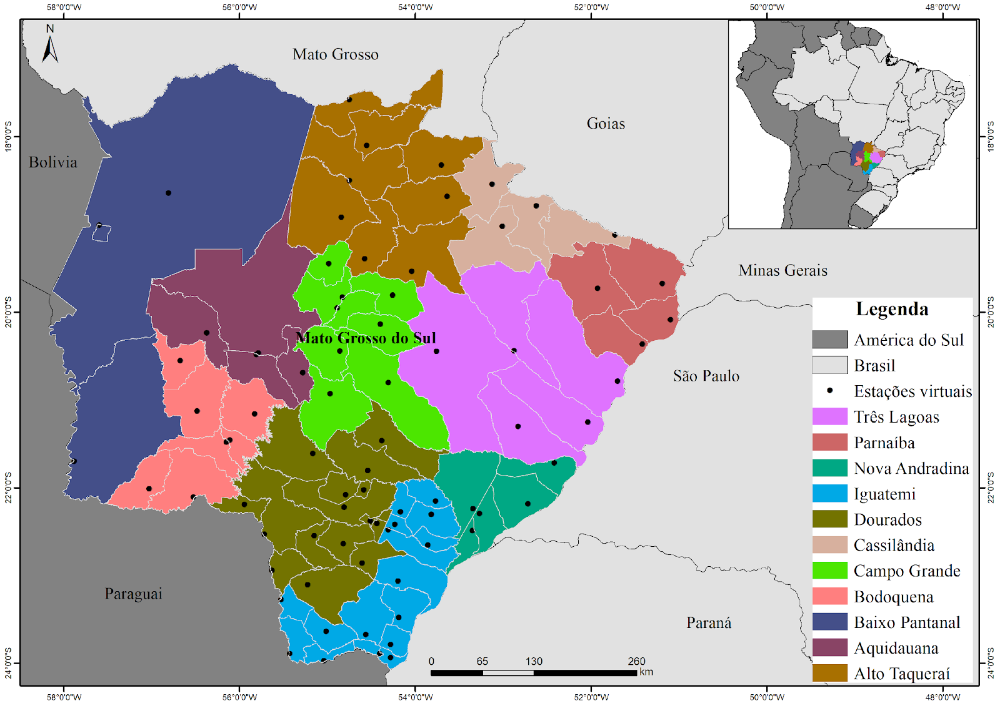 58°0'0"W 56°0'0"W 54°0'0"W 52°0'0"W 50°0'0"W 48°0'0"W
N
Mato Grosso
Goias
18°0'0"S
18°0'0"S
Bolivia
Minas Gerais
20°0'0"S
20°0'0"S
Mato Grosso do Sul
São Paulo
22°0'0"S
22°0'0"S
Paraguai
Paraná
24°0'0"S
24°0'0"S
0 65 130 260
km
Legenda
América do Sul
Brasil
Estações virtuais
Três Lagoas
Parnaíba
Nova Andradina
Iguatemi
Dourados
Cassilândia
Campo Grande
Bodoquena
Baixo Pantanal
Aquidauana
Alto Taqueraí
58°0'0"W 56°0'0"W 54°0'0"W 52°0'0"W 50°0'0"W 48°0'0"W